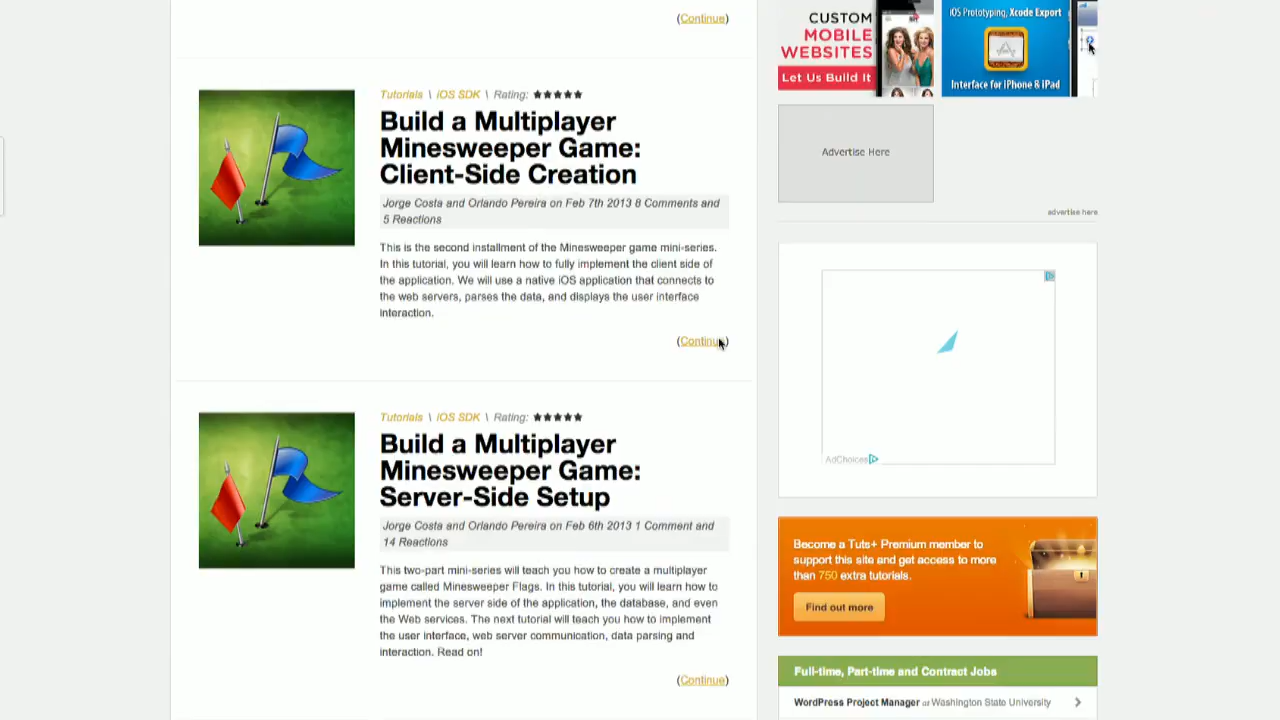 (Continue)
Tutorials \ iOS SDK \ Rating: ★★★★★
Build a Multiplayer
Minesweeper Game:
Client-Side Creation
Jorge Costa and Orlando Pereira on Feb 7th 2013 8 Comments and
5 Reactions
This is the second installment of the Minesweeper game mini-series.
In this tutorial, you will learn how to fully implement the client side of
the application. We will use a native iOS application that connects to
the web servers, parses the data, and displays the user interface
interaction.
(Continue)
Tutorials \ iOS SDK \ Rating: ★★★★★
Build a Multiplayer
Minesweeper Game:
Server-Side Setup
Jorge Costa and Orlando Pereira on Feb 6th 2013 1 Comment and
14 Reactions
This two-part mini-series will teach you how to create a multiplayer
game called Minesweeper Flags. In this tutorial, you will learn how to
implement the server side of the application, the database, and even
the Web services. The next tutorial will teach you how to implement
the user interface, web server communication, data parsing and
interaction. Read on!
(Continue)
CUSTOM
MOBILE
WEBSITES
Let Us Build It
iOS Prototyping, Xcode Export
Interface for iPhone & iPad
Advertise Here
advertise here
AdChoices
Become a Tuts+ Premium member to
support this site and get access to more
than 750 extra tutorials.
Find out more
Full-time, Part-time and Contract Jobs
WordPress Project Manager at Washington State University